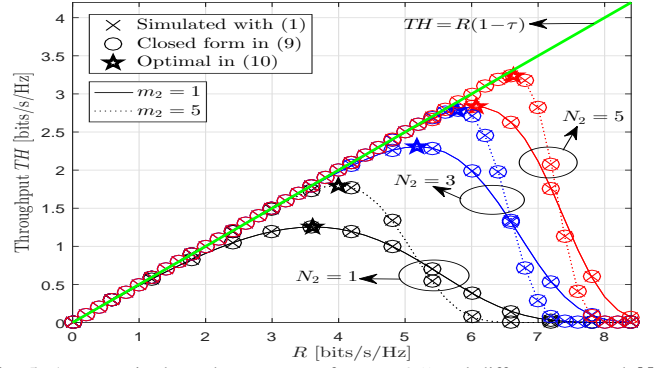 Simulated with (1)
Closed form in (9)
Optimal in (10)
m₂ = 1
m₂ = 5
TH = R(1−τ)
N₂ = 5
N₂ = 3
N₂ = 1
Throughput TH [bits/s/Hz]
4
3.5
3
2.5
2
1.5
1
0.5
0
0 1 2 3 4 5 6 7 8
R [bits/s/Hz]